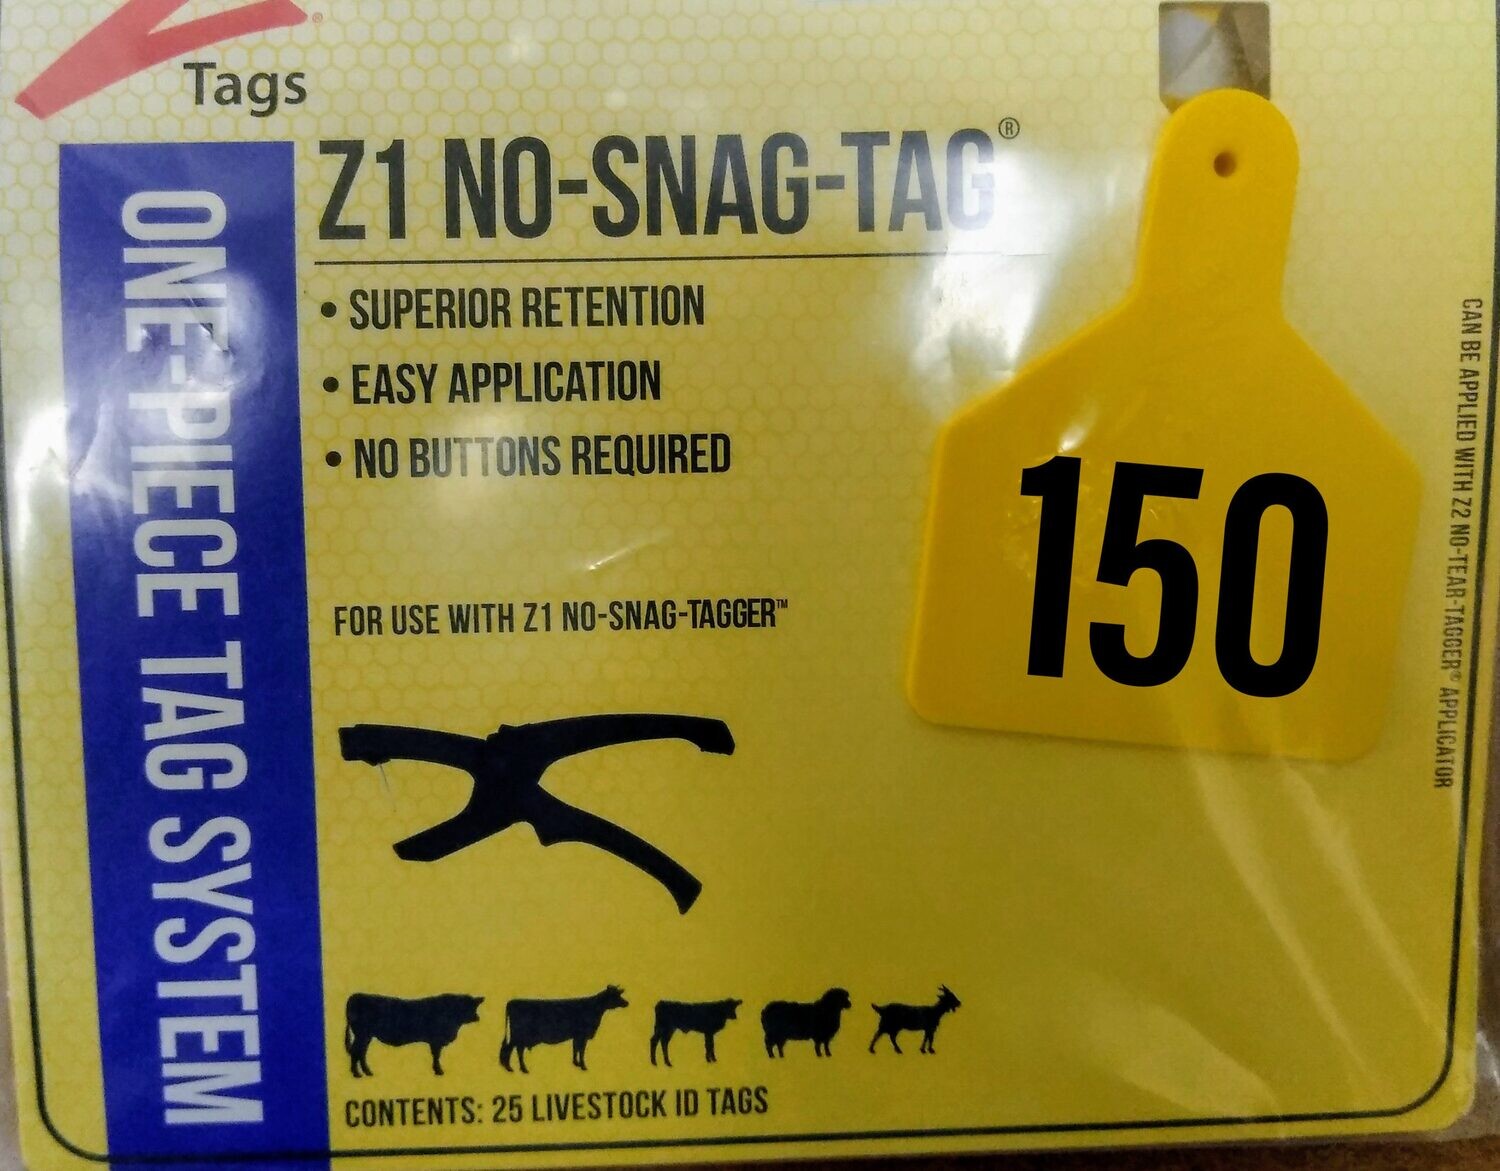 Tags
ONE-PIECE TAG SYSTEM
Z1 NO-SNAG-TAG®
• SUPERIOR RETENTION
• EASY APPLICATION
• NO BUTTONS REQUIRED
FOR USE WITH Z1 NO-SNAG-TAGGER™
150
CAN BE APPLIED WITH Z2 NO-TEAR-TAGGER® APPLICATOR
CONTENTS: 25 LIVESTOCK ID TAGS